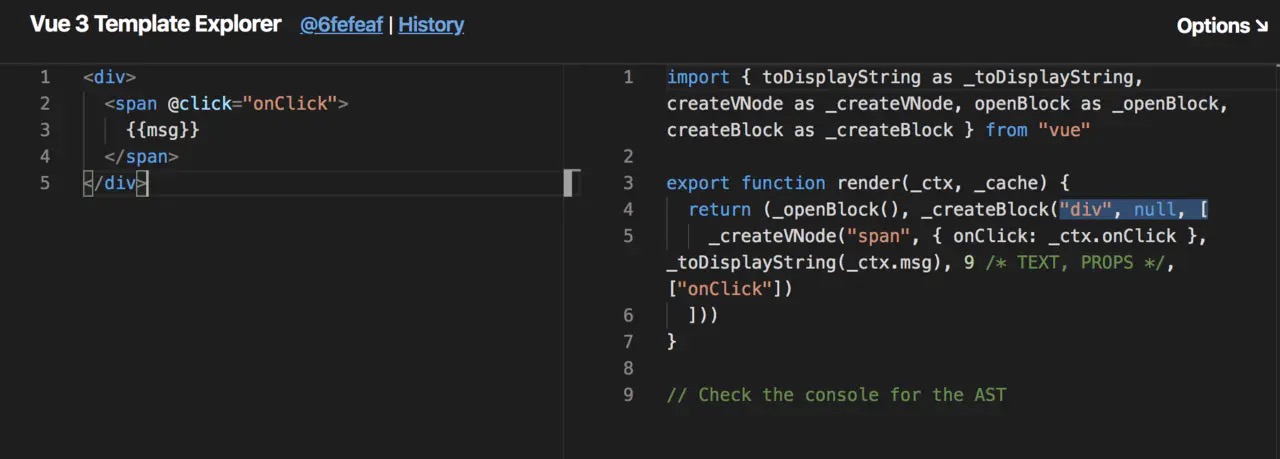 Vue 3 Template Explorer @6fefeaf | History Options ↘
1 <div>
2 <span @click="onClick">
3 {{msg}}
4 </span>
5 </div>
1 import { toDisplayString as _toDisplayString,
createVNode as _createVNode, openBlock as _openBlock,
createBlock as _createBlock } from "vue"
2
3 export function render(_ctx, _cache) {
4 return (_openBlock(), _createBlock("div", null, [
5 _createVNode("span", { onClick: _ctx.onClick },
_toDisplayString(_ctx.msg), 9 /* TEXT, PROPS */,
["onClick"])
6 ]))
7 }
8
9 // Check the console for the AST